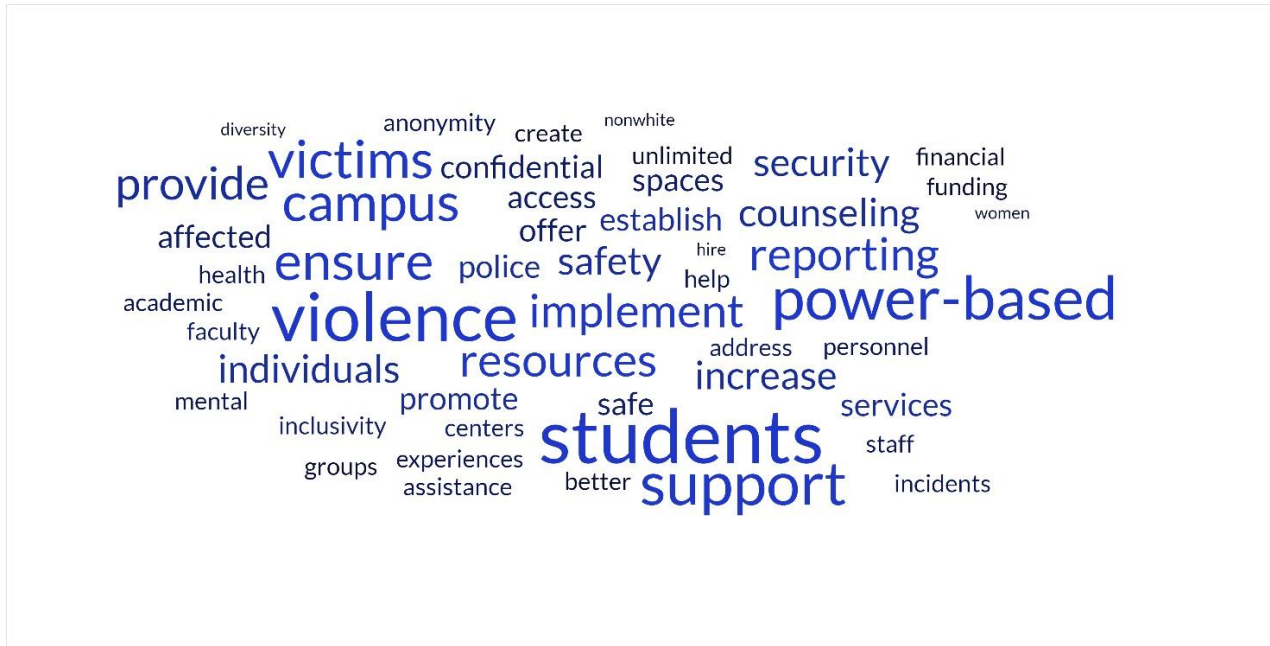 diversity anonymity create nonwhite
provide victims confidential unlimited security financial
campus access spaces funding
affected offer establish counseling women
health ensure police safety hire help reporting
academic violence implement power-based
faculty
individuals resources address personnel
increase
mental promote safe services
inclusivity centers students staff
groups experiences
assistance better support incidents